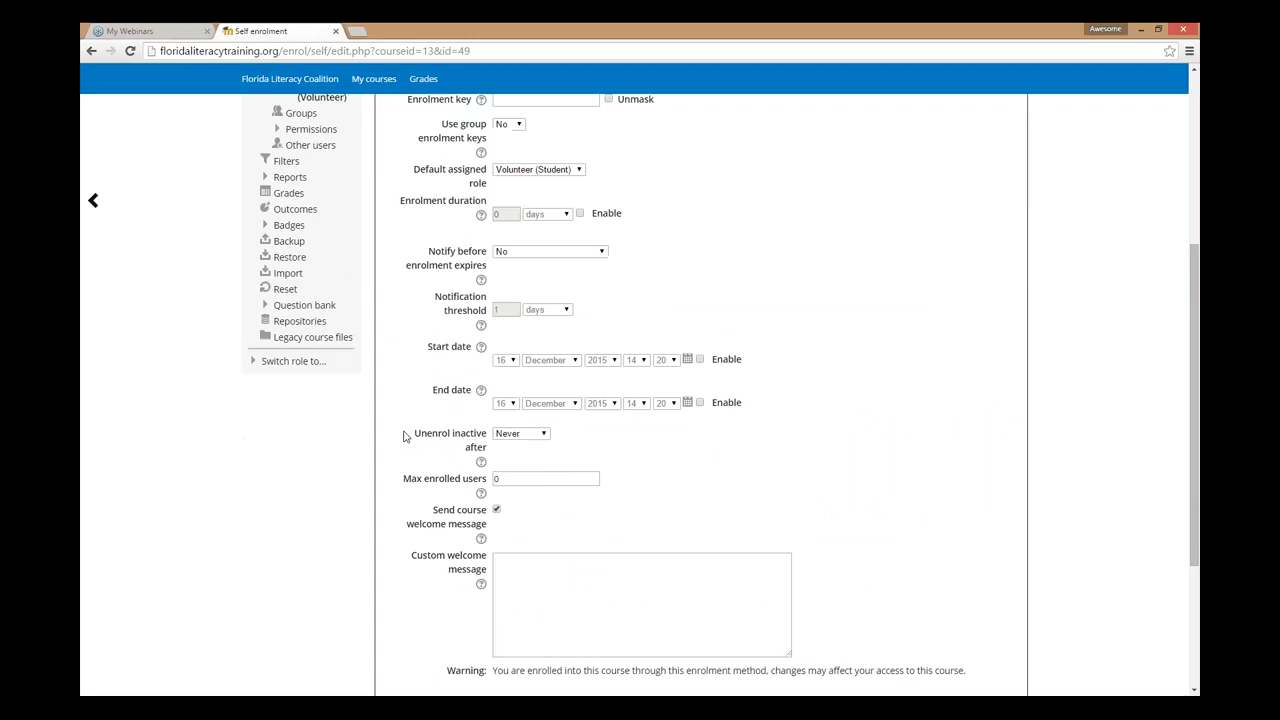 My Webinars
Self enrolment
Awesome
floridaliteracytraining.org/enrol/self/edit.php?courseid=13&id=49
Florida Literacy Coalition My courses Grades
(Volunteer)
Groups
Permissions
Other users
Filters
Reports
Grades
Outcomes
Badges
Backup
Restore
Import
Reset
Question bank
Repositories
Legacy course files
Switch role to...
Enrolment key Unmask
Use group No
enrolment keys
Default assigned Volunteer (Student)
role
Enrolment duration
0 days Enable
Notify before No
enrolment expires
Notification
threshold 1 days
Start date
16 December 2015 14 20 Enable
End date
16 December 2015 14 20 Enable
Unenrol inactive Never
after
Max enrolled users 0
Send course
welcome message
Custom welcome
message
Warning: You are enrolled into this course through this enrolment method, changes may affect your access to this course.